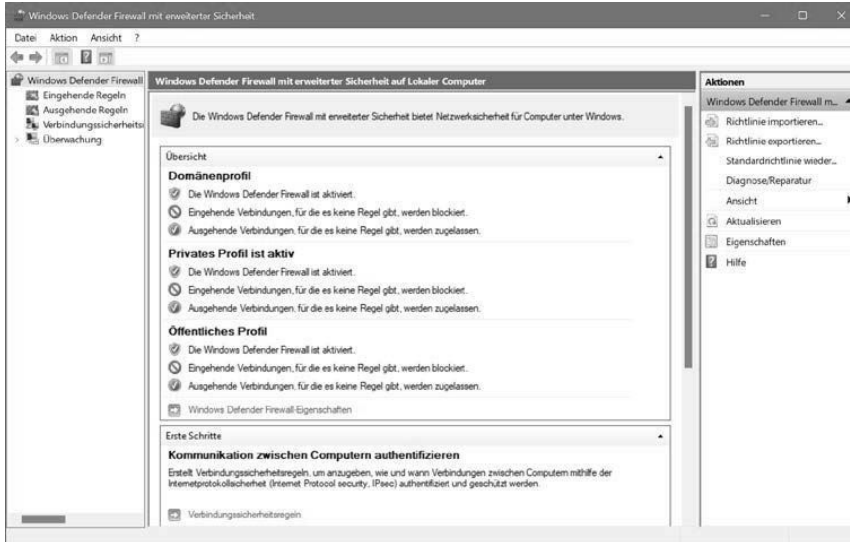 Windows Defender Firewall mit erweiterter Sicherheit
Datei Aktion Ansicht ?
Windows Defender Firewall
Eingehende Regeln
Ausgehende Regeln
Verbindungssicherheits
Überwachung
Windows Defender Firewall mit erweiterter Sicherheit auf Lokaler Computer
Die Windows Defender Firewall mit erweiteter Sicherheit bietet Netzwerksicherheit für Computer unter Windows.
Übersicht
Domänenprofil
Die Windows Defender Firewall ist aktiviert.
Eingehende Verbindungen, für die es keine Regel gibt, werden blockiert.
Ausgehende Verbindungen, für die es keine Regel gibt, werden zugelassen.
Privates Profil ist aktiv
Die Windows Defender Firewall ist aktiviert.
Eingehende Verbindungen, für die es keine Regel gibt, werden blockiert.
Ausgehende Verbindungen, für die es keine Regel gibt, werden zugelassen.
Öffentliches Profil
Die Windows Defender Firewall ist aktiviert.
Eingehende Verbindungen, für die es keine Regel gibt, werden blockiert.
Ausgehende Verbindungen, für die es keine Regel gibt, werden zugelassen.
Windows Defender Firewall-Eigenschaften
Erste Schritte
Kommunikation zwischen Computern authentifizieren
Erstellt Verbindungssicherheitsregeln, um anzugeben, wie und wann Verbindungen zwischen Computern mithilfe der
Internetprotokollsicherheit (Internet Protocol security, IPsec) authentifiziert und geschützt werden.
Verbindungssicherheitsregeln
Aktionen
Windows Defender Firewall m...
Richtlinie importieren...
Richtlinie exportieren...
Standardrichtlinie wieder...
Diagnose/Reparatur
Ansicht
Aktualisieren
Eigenschaften
Hilfe